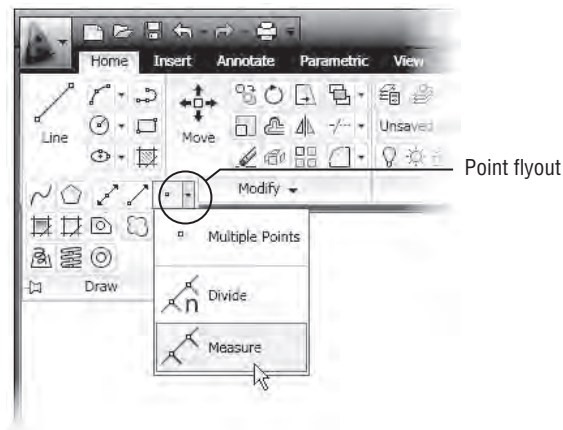 Home Insert Annotate Parametric View
Line
Move
Unsaved
Point flyout
Modify
Multiple Points
n Divide
Measure
Draw